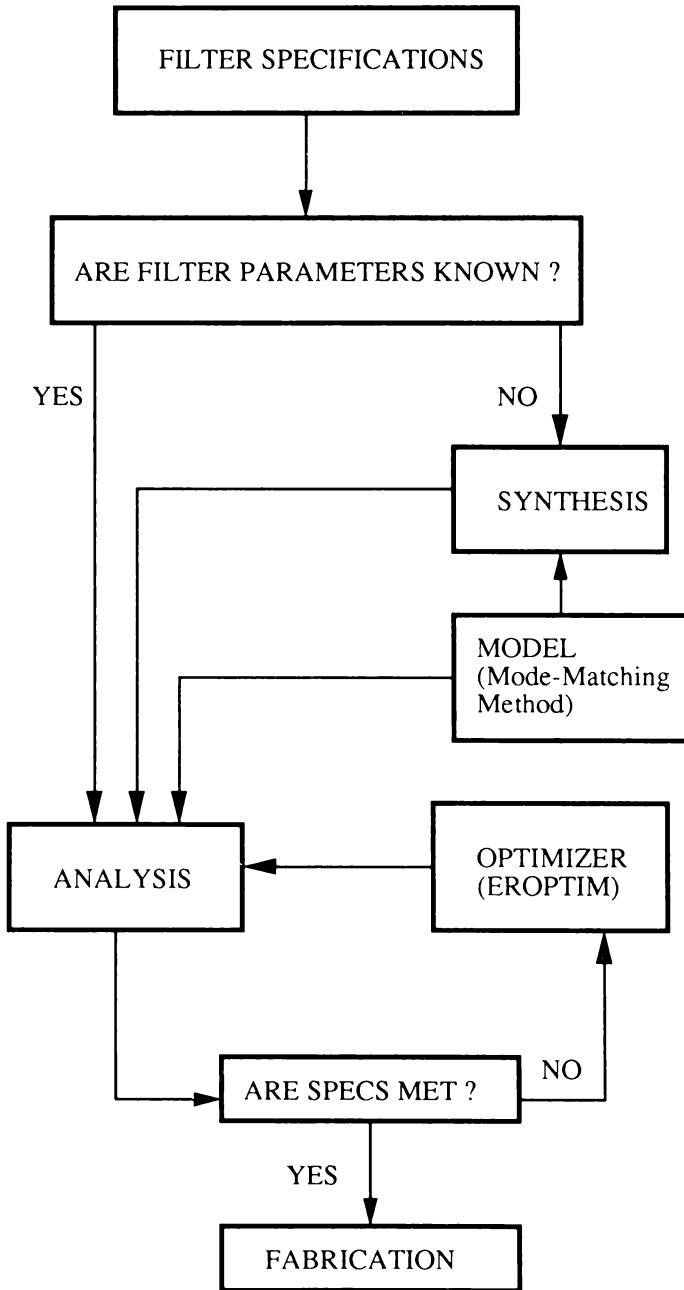 FILTER SPECIFICATIONS
ARE FILTER PARAMETERS KNOWN ?
YES
NO
SYNTHESIS
MODEL
(Mode-Matching
Method)
ANALYSIS
OPTIMIZER
(EROPTIM)
ARE SPECS MET ?
NO
YES
FABRICATION